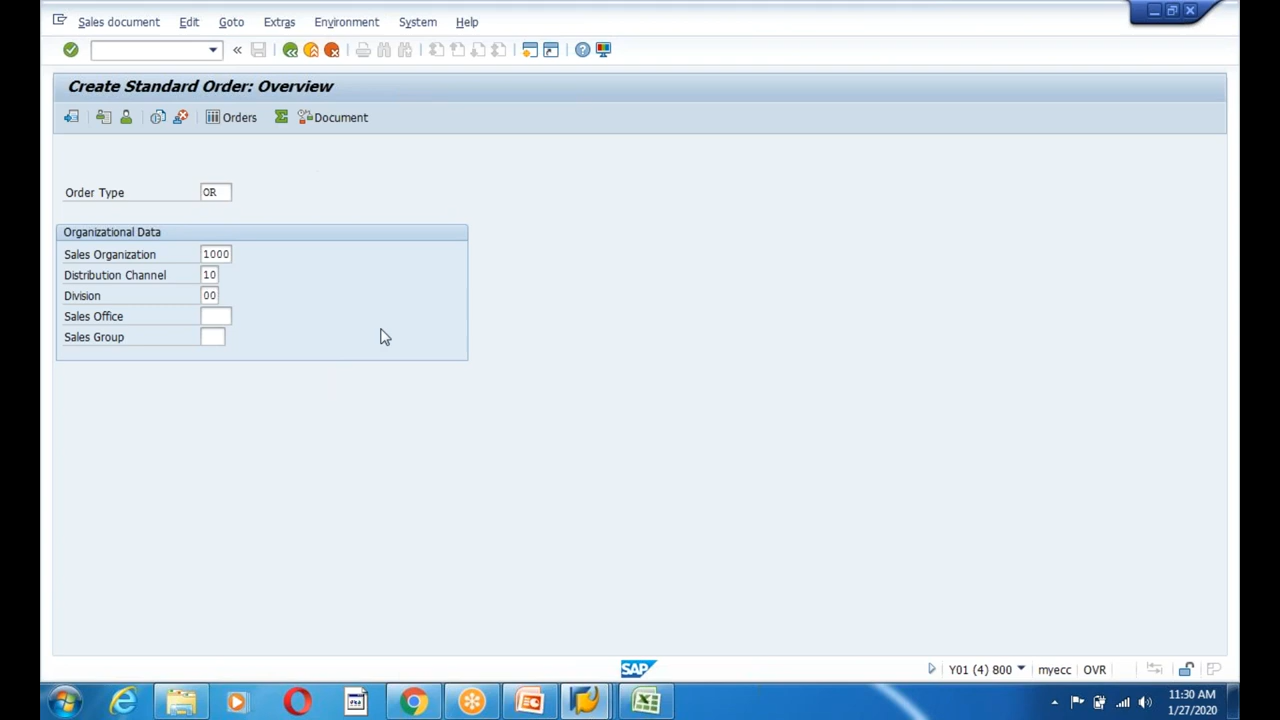 Sales document Edit Goto Extras Environment System Help
Create Standard Order: Overview
Orders Document
Order Type OR
Organizational Data
Sales Organization 1000
Distribution Channel 10
Division 00
Sales Office
Sales Group
SAP
Y01 (4) 800 myecc OVR
11:30 AM
1/27/2020